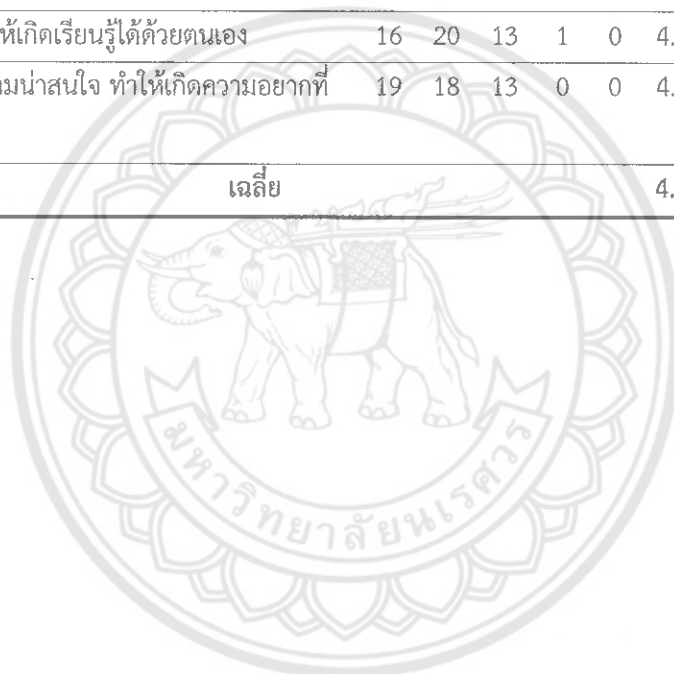 ห้เกิดเรียนรู้ได้ด้วยตนเอง 16 20 13 1 0 4.
ามน่าสนใจ ทำให้เกิดความอยากที่ 19 18 13 0 0 4.
เฉลี่ย 4.
มหาวิทยาลัยนเรศวร